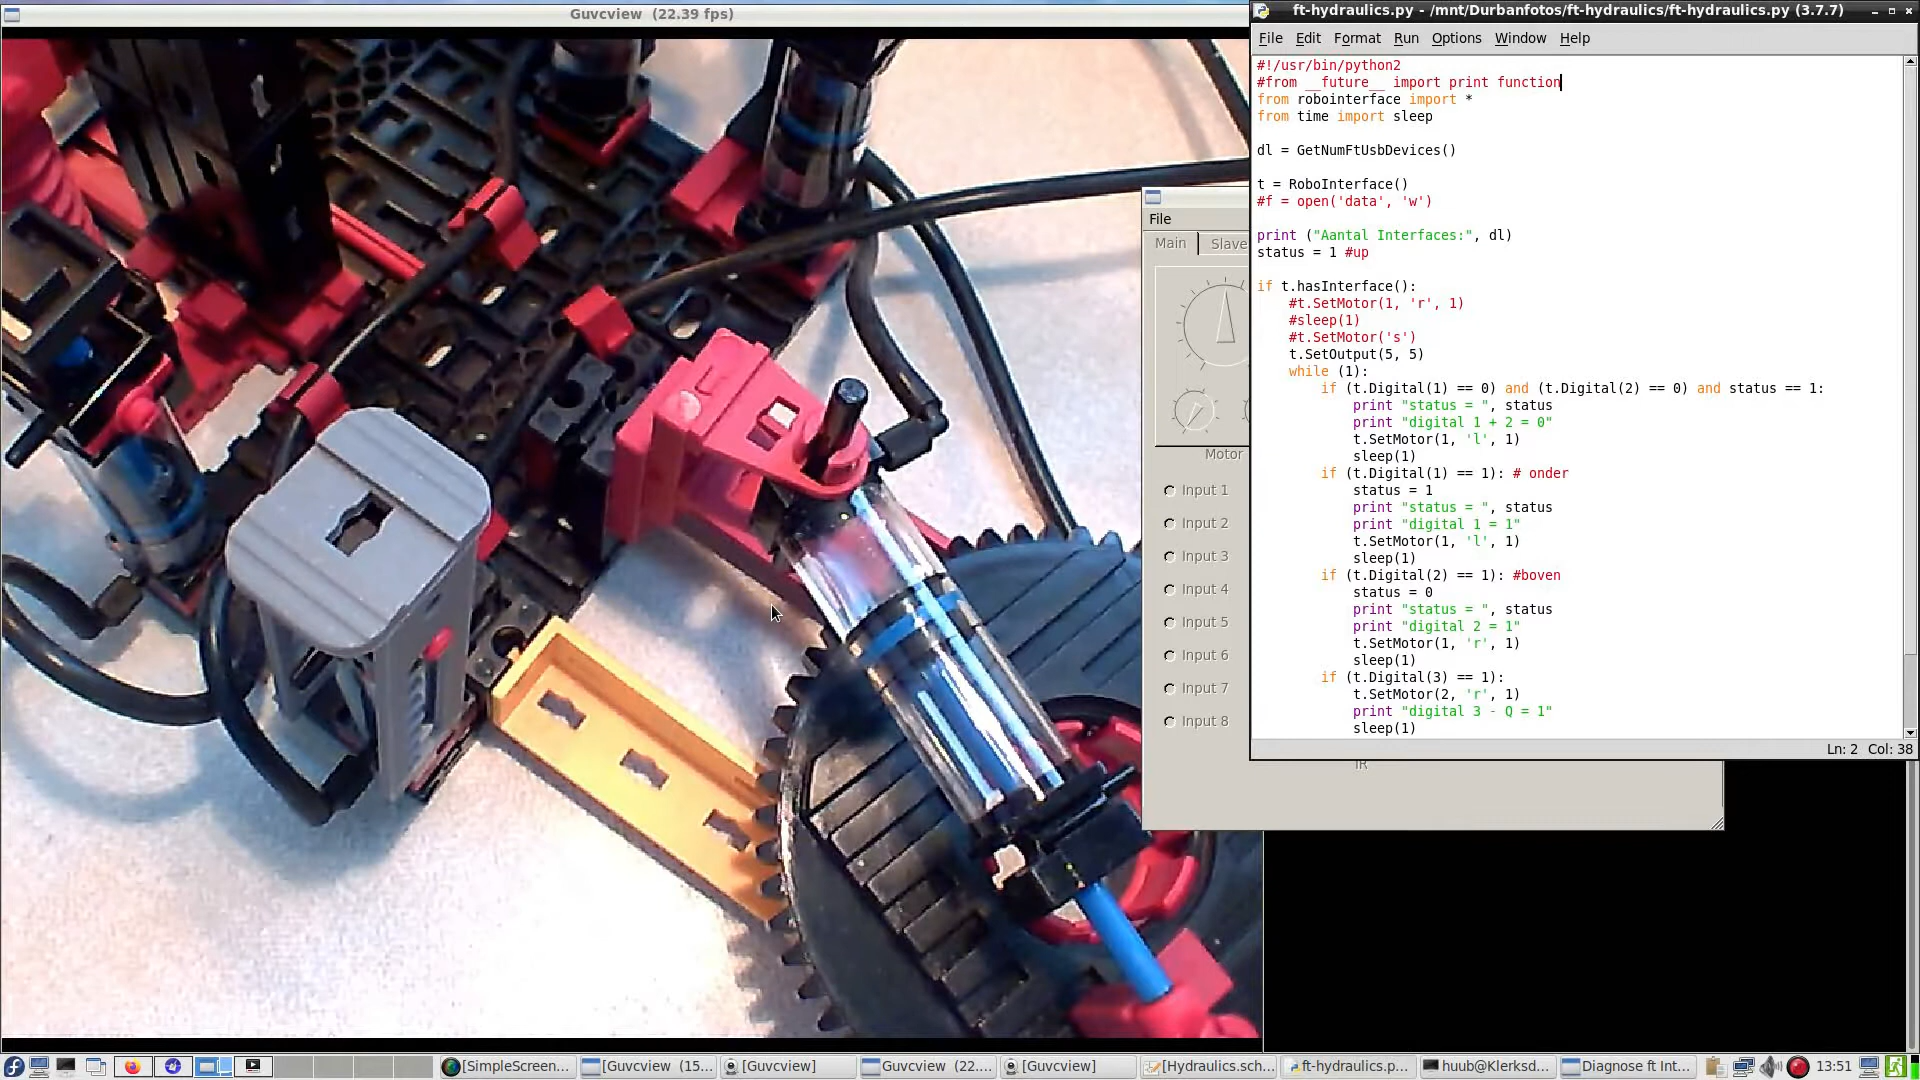 Guvcview (22.39 fps)
ft-hydraulics.py - /mnt/Durbanfotos/ft-hydraulics/ft-hydraulics.py (3.7.7)
File Edit Format Run Options Window Help
#!/usr/bin/python2
#from __future__ import print function
from robointerface import *
from time import sleep
dl = GetNumFtUsbDevices()
t = RoboInterface()
#f = open('data', 'w')
print ("Aantal Interfaces:", dl)
status = 1 #up
if t.hasInterface():
#t.SetMotor(1, 'r', 1)
#sleep(1)
#t.SetMotor('s')
t.SetOutput(5, 5)
while (1):
if (t.Digital(1) == 0) and (t.Digital(2) == 0) and status == 1:
print "status = ", status
print "digital 1 + 2 = 0"
t.SetMotor(1, 'l', 1)
sleep(1)
if (t.Digital(1) == 1): # onder
status = 1
print "status = ", status
print "digital 1 = 1"
t.SetMotor(1, 'l', 1)
sleep(1)
if (t.Digital(2) == 1): #boven
status = 0
print "status = ", status
print "digital 2 = 1"
t.SetMotor(1, 'r', 1)
sleep(1)
if (t.Digital(3) == 1):
t.SetMotor(2, 'r', 1)
print "digital 3 - Q = 1"
sleep(1)
Ln: 2 Col: 38
File
Main Slave
Motor
Input 1
Input 2
Input 3
Input 4
Input 5
Input 6
Input 7
Input 8
IR
[SimpleScreen... [Guvcview (15... [Guvcview] Guvcview (22.... [Guvcview] [Hydraulics.sch... ft-hydraulics.p... huub@Klerksd... Diagnose ft Int... 13:51